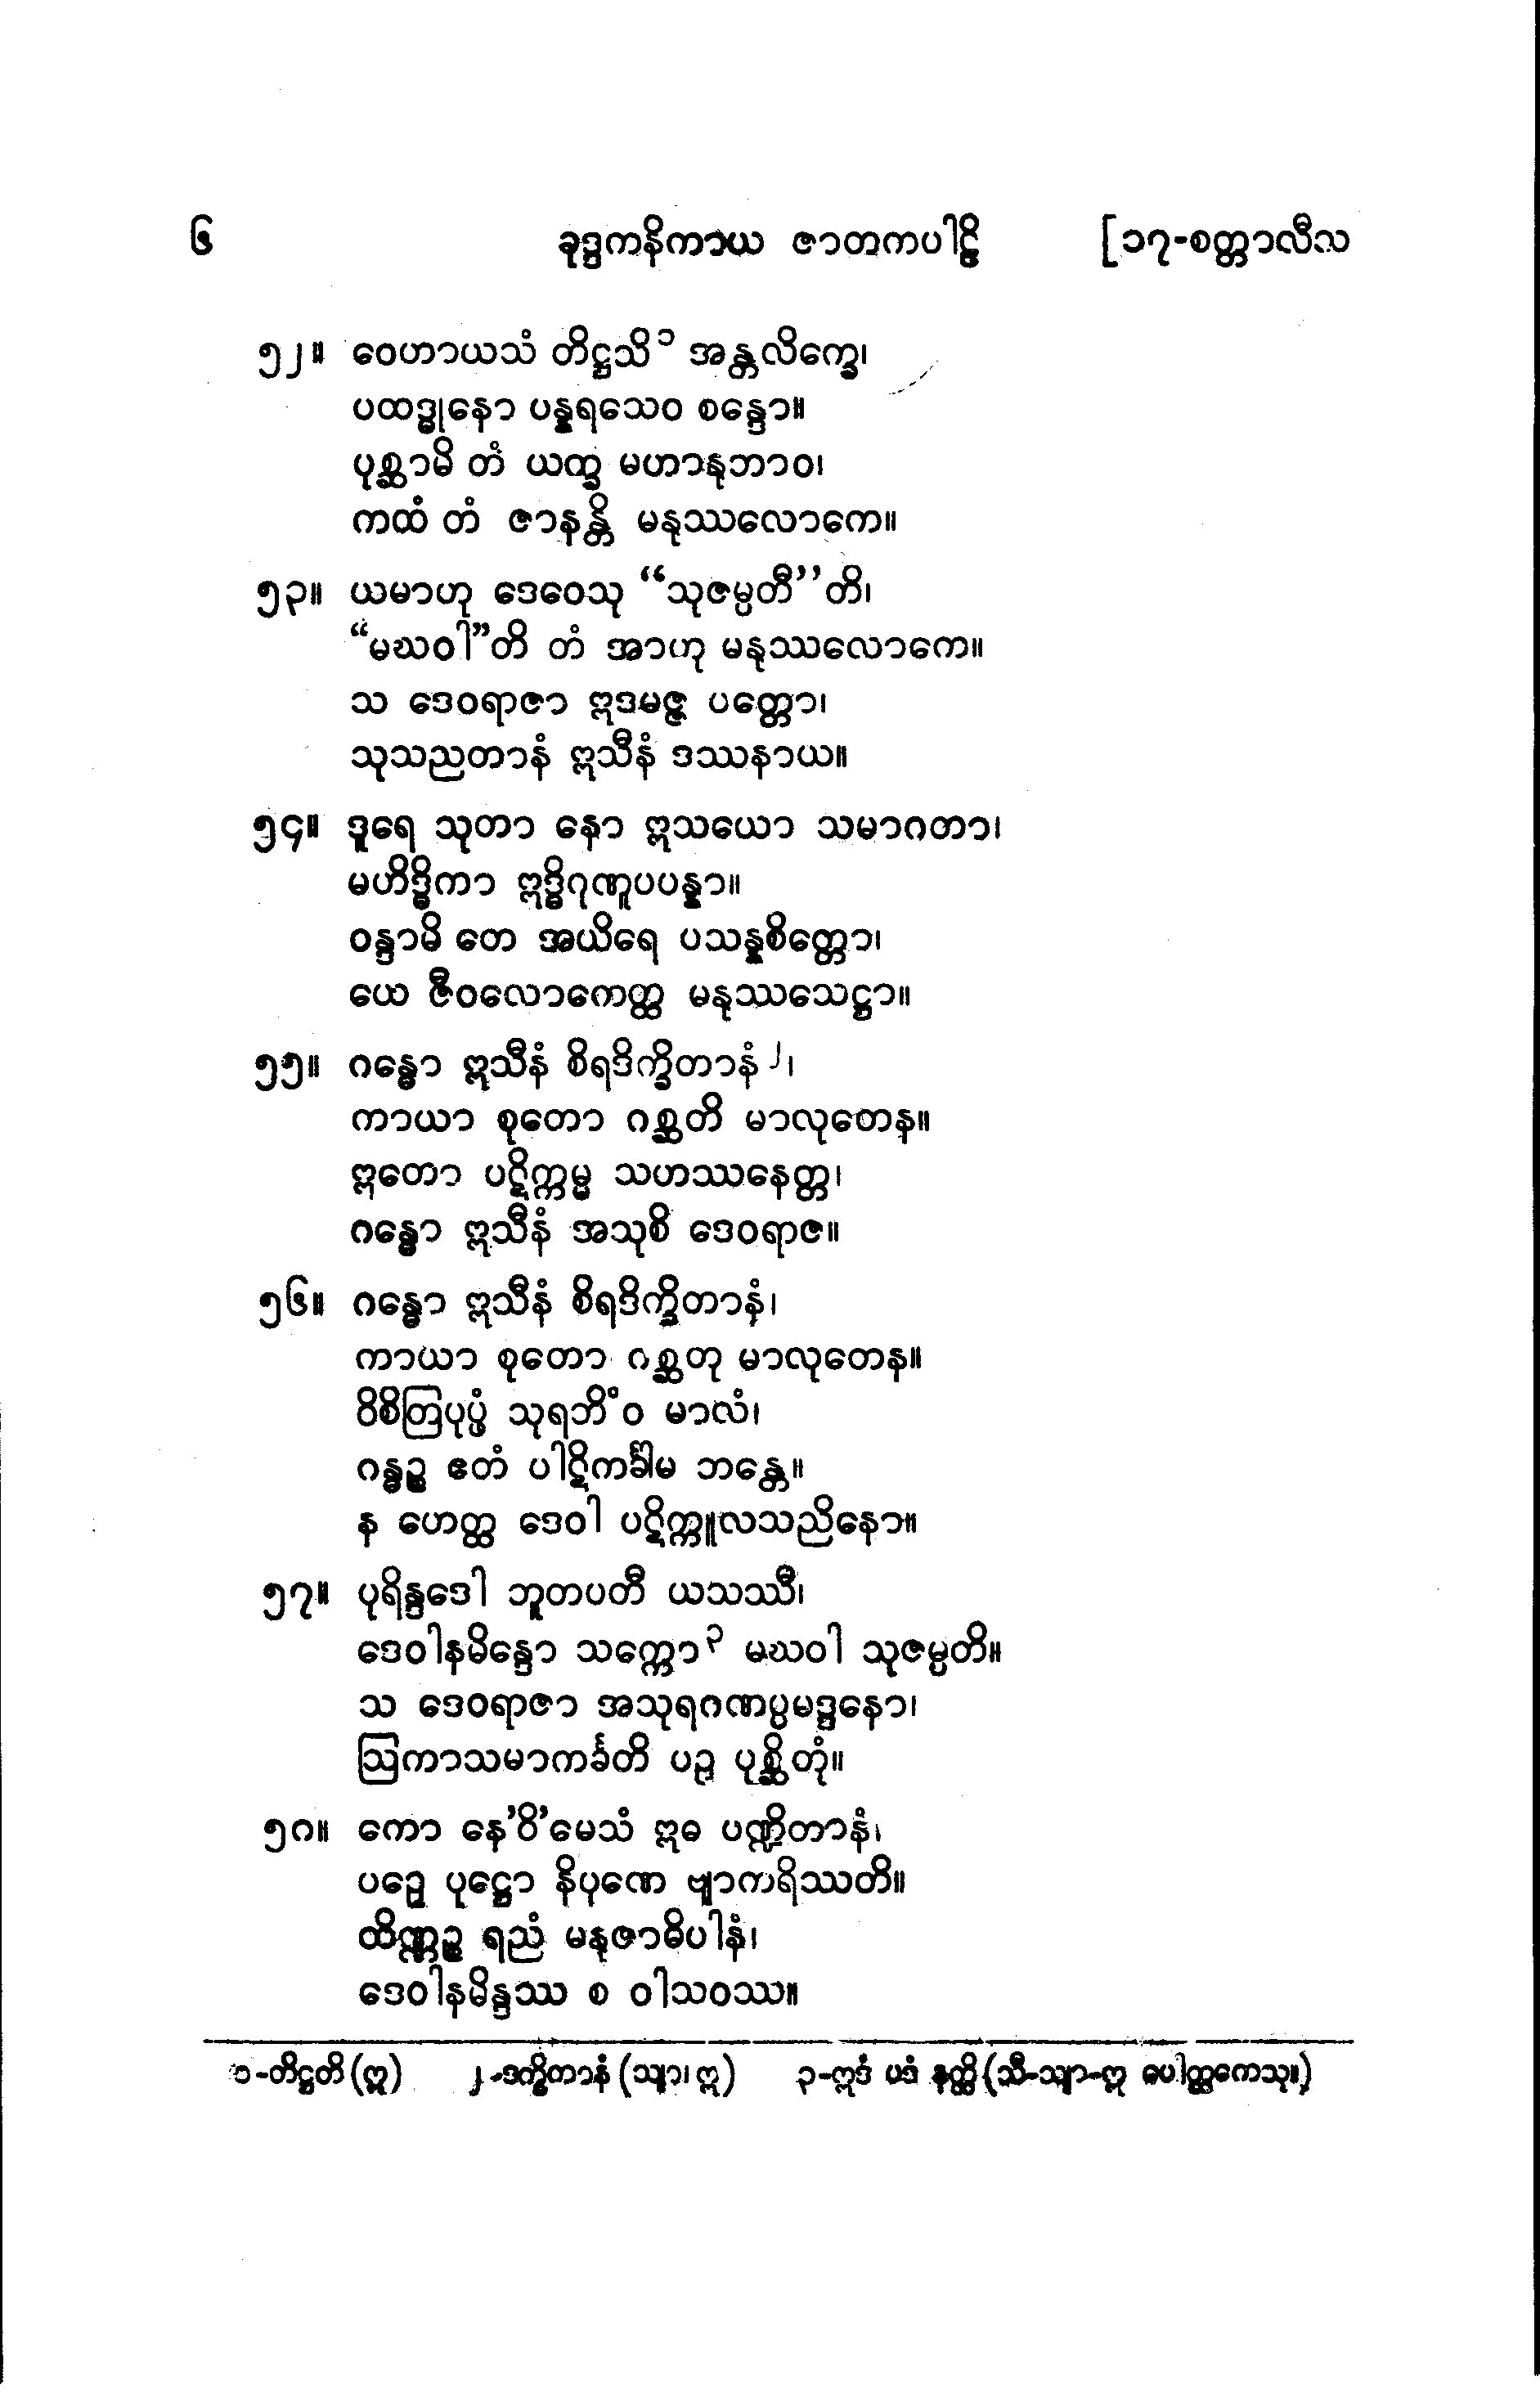 ၆ ခုဒ္ဒကနိကာယ ဇာတကပါဠိ [၁၇-စတ္တာလီသ
၅၂။ ဝေဟာယသံ တိဋ္ဌသိ၁ အန္တလိက္ခေ၊
ပထဒ္ဓုနော ပန္နရသေဝ စန္ဒော။
ပုစ္ဆာမိ တံ ယက္ခ မဟာနုဘာဝ၊
ကထံ တံ ဇာနန္တိ မနုဿလောကေ။
၅၃။ ယမာဟု ဒေဝေသု “သုဇမ္ပတီ’’တိ၊
“မဃဝါ”တိ တံ အာဟု မနုဿလောကေ။
သ ဒေဝရာဇာ ဣဒမဇ္ဇ ပတ္တော၊
သုသညတာနံ ဣသီနံ ဒဿနာယ။
၅၄။ ဒူရေ သုတာ နော ဣသယော သမာဂတာ၊
မဟိဒ္ဓိကာ ဣဒ္ဓိဂုဏူပပန္နာ။
ဝန္ဒာမိ တေ အယိရေ ပသန္နစိတ္တော၊
ယေ ဇီဝလောကေတ္ထ မနုဿသေဋ္ဌာ။
၅၅။ ဂန္ဓော ဣသီနံ စိရဒိက္ခိတာနံ၂၊
ကာယာ စုတော ဂစ္ဆတိ မာလုတေန။
ဣတော ပဋိက္ကမ္မ သဟဿနေတ္တ၊
ဂန္ဓော ဣသီနံ အသုစိ ဒေဝရာဇ။
၅၆။ ဂန္ဓော ဣသီနံ စိရဒိက္ခိတာနံ၊
ကာယာ စုတော ဂစ္ဆတု မာလုတေန။
ဝိစိတြပုပ္ဖံ သုရဘိံဝ မာလံ၊
ဂန္ဓဉ္စ ဧတံ ပါဋိကင်္ခါမ ဘန္တေ။
န ဟေတ္ထ ဒေဝါ ပဋိက္ကူလသညိနော။
၅၇။ ပုရိန္ဒဒေါ ဘူတပတီ ယသဿီ၊
ဒေဝါနမိန္ဒော သက္ကော၃ မဃဝါ သုဇမ္ပတိ။
သ ဒေဝရာဇာ အသုရဂဏပ္ပမဒ္ဒနော၊
ဩကာသမာကင်္ခတိ ပဉှ ပုစ္ဆိတုံ။
၅၈။ ကော နေ’ဝိ’မေသံ ဣဓ ပဏ္ဍိတာနံ၊
ပဉှေ ပုဋ္ဌော နိပုဏေ ဗျာကရိဿတိ။
တိဏ္ဏဉ္စ ရညံ မနုဇာဓိပါနံ၊
ဒေဝါနမိန္ဒဿ စ ဝါသဝဿ။
၁-တိဋ္ဌတိ (ဣ) ၂-ဒက္ခိတာနံ (သျာ၊ ဣ) ၃-ဣဒံ ပဒံ နတ္ထိ (သီ-သျာ-ဣ ပေါတ္ထကေသု။)